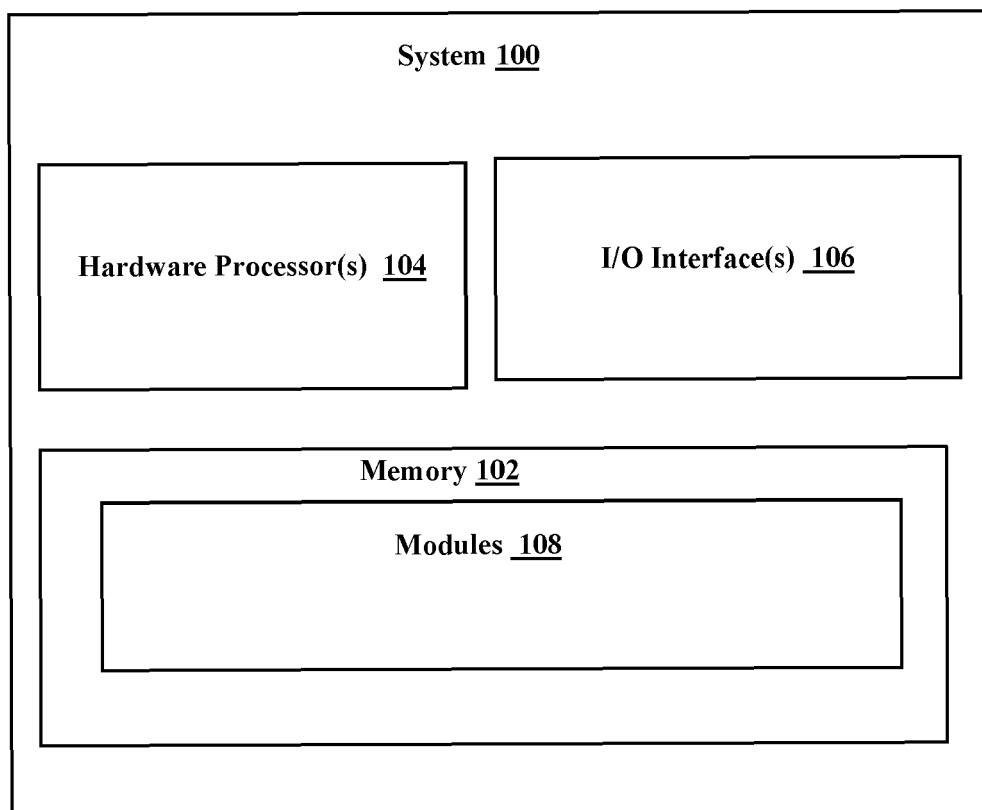 System 100
Hardware Processor(s) 104
I/O Interface(s) 106
Memory 102
Modules 108